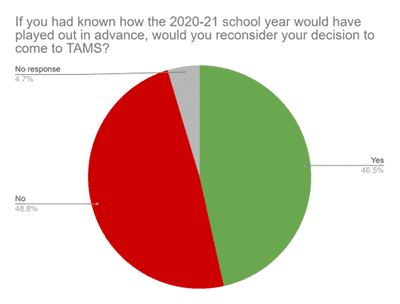 If you had known how the 2020-21 school year would have
played out in advance, would you reconsider your decision to
come to TAMS?
No response
4.7%
Yes
46.5%
No
48.8%